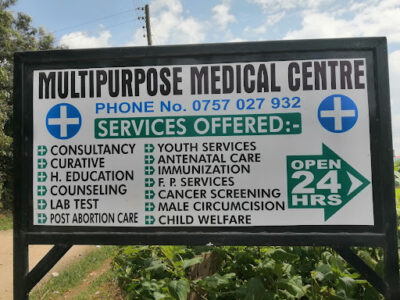 MULTIPURPOSE MEDICAL CENTRE
PHONE No. 0757 027 932
SERVICES OFFERED:-
CONSULTANCY
CURATIVE
H. EDUCATION
COUNSELING
LAB TEST
POST ABORTION CARE
YOUTH SERVICES
ANTENATAL CARE
IMMUNIZATION
F. P. SERVICES
CANCER SCREENING
MALE CIRCUMCISION
CHILD WELFARE
OPEN
24
HRS